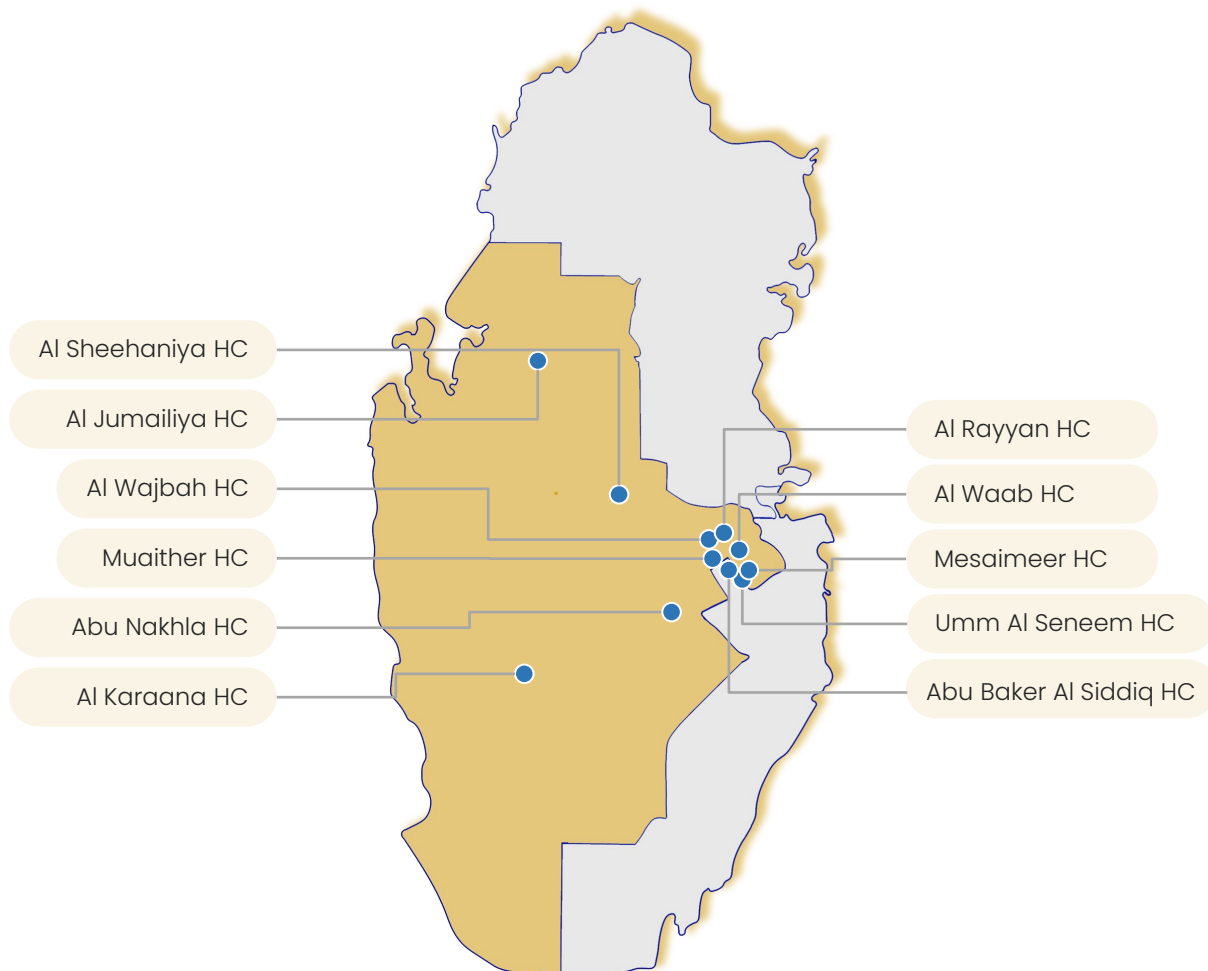 Al Sheehaniya HC
Al Jumailiya HC
Al Wajbah HC
Muaither HC
Abu Nakhla HC
Al Karaana HC
Al Rayyan HC
Al Waab HC
Mesaimeer HC
Umm Al Seneem HC
Abu Baker Al Siddiq HC